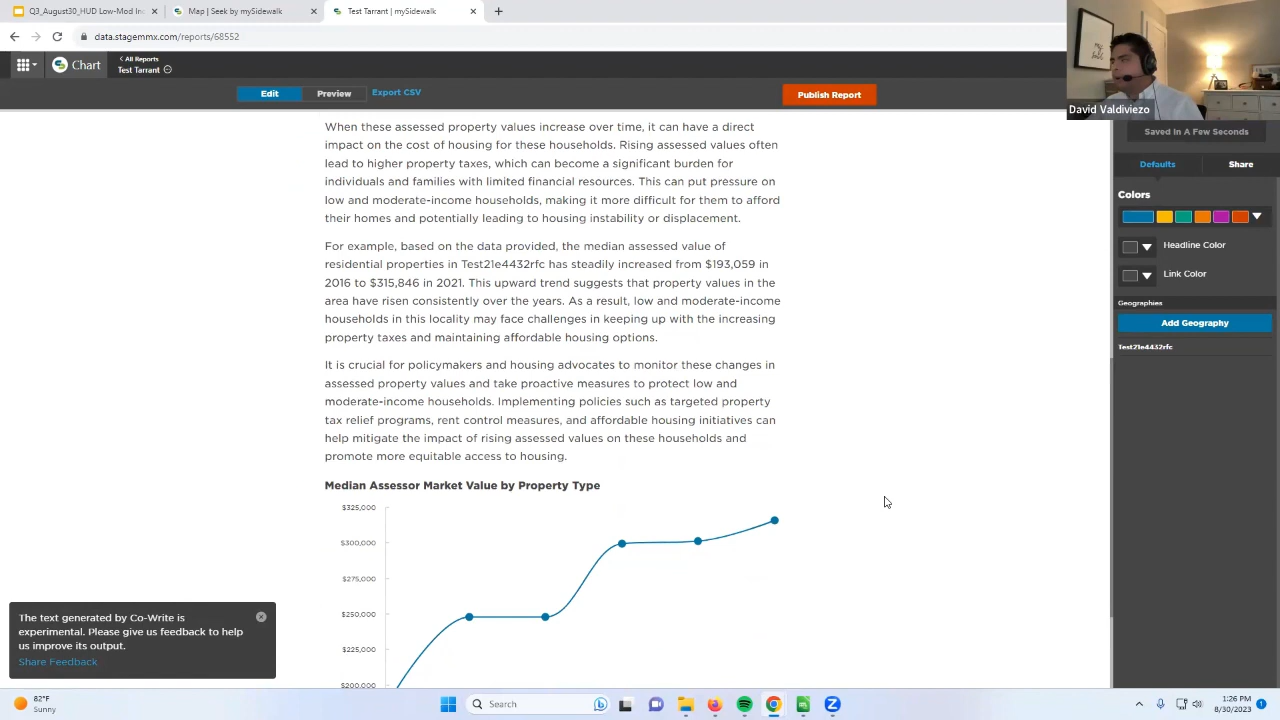 Q3_August30_HUD Low-Mod In
Map | Seek by mySidewalk
Test Tarrant | mySidewalk
data.stagemmx.com/reports/68552
Chart
All Reports
Test Tarrant
Edit
Preview
Export CSV
Publish Report
David Valdiviezo
Saved In A Few Seconds
Defaults
Share
Colors
Headline Color
Link Color
Geographies
Add Geography
Test21e4432rfc
When these assessed property values increase over time, it can have a direct
impact on the cost of housing for these households. Rising assessed values often
lead to higher property taxes, which can become a significant burden for
individuals and families with limited financial resources. This can put pressure on
low and moderate-income households, making it more difficult for them to afford
their homes and potentially leading to housing instability or displacement.
For example, based on the data provided, the median assessed value of
residential properties in Test21e4432rfc has steadily increased from $193,059 in
2016 to $315,846 in 2021. This upward trend suggests that property values in the
area have risen consistently over the years. As a result, low and moderate-income
households in this locality may face challenges in keeping up with the increasing
property taxes and maintaining affordable housing options.
It is crucial for policymakers and housing advocates to monitor these changes in
assessed property values and take proactive measures to protect low and
moderate-income households. Implementing policies such as targeted property
tax relief programs, rent control measures, and affordable housing initiatives can
help mitigate the impact of rising assessed values on these households and
promote more equitable access to housing.
Median Assessor Market Value by Property Type
$325,000
$300,000
$275,000
$250,000
$225,000
$200,000
The text generated by Co-Write is
experimental. Please give us feedback to help
us improve its output.
Share Feedback
82°F
Sunny
Search
1:26 PM
8/30/2023